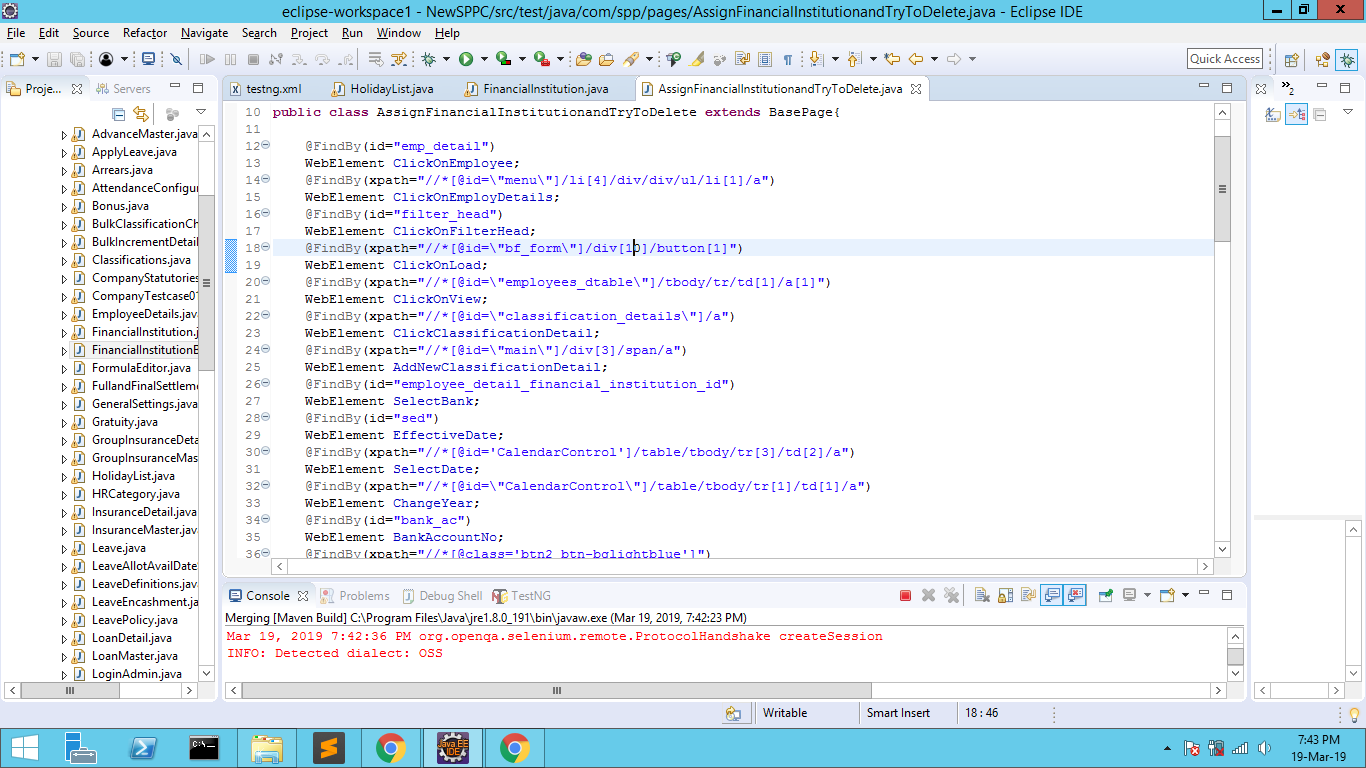 eclipse-workspace1 - NewSPPC/src/test/java/com/spp/pages/AssignFinancialInstitutionandTryToDelete.java - Eclipse IDE
File Edit Source Refactor Navigate Search Project Run Window Help
Quick Access
Proje... Servers
testng.xml HolidayList.java FinancialInstitution.java AssignFinancialInstitutionandTryToDelete.java
2
AdvanceMaster.java
ApplyLeave.java
Arrears.java
AttendanceConfigur
Bonus.java
BulkClassificationCh
BulkIncrementDetail
Classifications.java
CompanyStatutories
CompanyTestcase01
EmployeeDetails.java
FinancialInstitution.j
FinancialInstitutionE
FormulaEditor.java
FullandFinalSettleme
GeneralSettings.java
Gratuity.java
GroupInsuranceDeta
GroupInsuranceMas
HolidayList.java
HRCategory.java
InsuranceDetail.java
InsuranceMaster.java
Leave.java
LeaveAllotAvailDate
LeaveDefinitions.java
LeaveEncashment.ja
LeavePolicy.java
LoanDetail.java
LoanMaster.java
LoginAdmin.java
10 public class AssignFinancialInstitutionandTryToDelete extends BasePage{
11
12 @FindBy(id="emp_detail")
13 WebElement ClickOnEmployee;
14 @FindBy(xpath="//*[@id=\"menu\"]/li[4]/div/div/ul/li[1]/a")
15 WebElement ClickOnEmployDetails;
16 @FindBy(id="filter_head")
17 WebElement ClickOnFilterHead;
18 @FindBy(xpath="//*[@id=\"bf_form\"]/div[10]/button[1]")
19 WebElement ClickOnLoad;
20 @FindBy(xpath="//*[@id=\"employees_dtable\"]/tbody/tr/td[1]/a[1]")
21 WebElement ClickOnView;
22 @FindBy(xpath="//*[@id=\"classification_details\"]/a")
23 WebElement ClickClassificationDetail;
24 @FindBy(xpath="//*[@id=\"main\"]/div[3]/span/a")
25 WebElement AddNewClassificationDetail;
26 @FindBy(id="employee_detail_financial_institution_id")
27 WebElement SelectBank;
28 @FindBy(id="sed")
29 WebElement EffectiveDate;
30 @FindBy(xpath="//*[@id='CalendarControl']/table/tbody/tr[3]/td[2]/a")
31 WebElement SelectDate;
32 @FindBy(xpath="//*[@id=\"CalendarControl\"]/table/tbody/tr[1]/td[1]/a")
33 WebElement ChangeYear;
34 @FindBy(id="bank_ac")
35 WebElement BankAccountNo;
36 @FindBy(xpath="//*[@class='btn2 btn-bglightblue']")
Console Problems Debug Shell TestNG
Merging [Maven Build] C:\Program Files\Java\jre1.8.0_191\bin\javaw.exe (Mar 19, 2019, 7:42:23 PM)
Mar 19, 2019 7:42:36 PM org.openqa.selenium.remote.ProtocolHandshake createSession
INFO: Detected dialect: OSS
Writable Smart Insert 18 : 46
C:\_
Java EE
IDE
7:43 PM
19-Mar-19